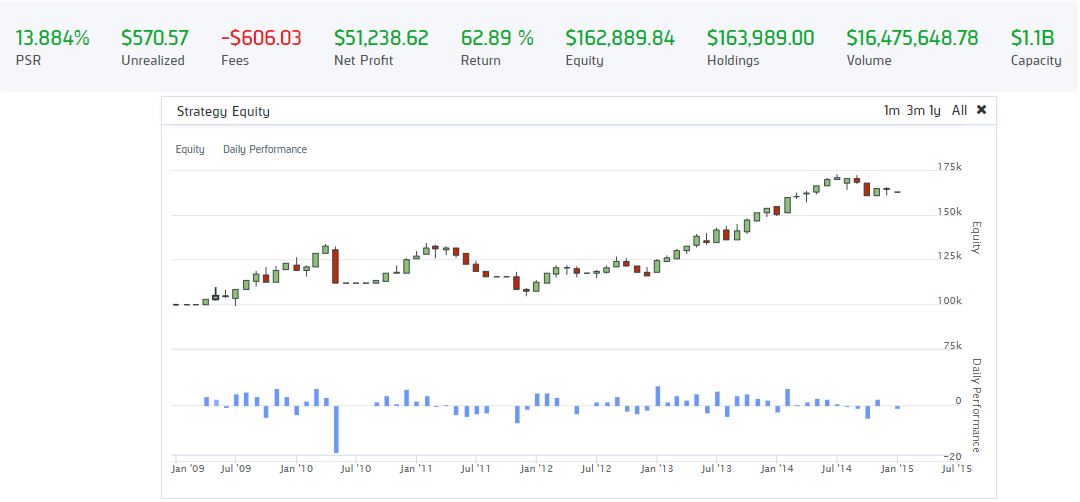 13.884% $570.57 -$606.03 $51,238.62 62.89 % $162,889.84 $163,989.00 $16,475,648.78 $1.1B
PSR Unrealized Fees Net Profit Return Equity Holdings Volume Capacity
Strategy Equity 1m 3m 1y All ✖
Equity Daily Performance
175k
150k
125k
100k
75k
Equity
0
-20
Daily Performance
Jan '09 Jul '09 Jan '10 Jul '10 Jan '11 Jul '11 Jan '12 Jul '12 Jan '13 Jul '13 Jan '14 Jul '14 Jan '15 Jul '15